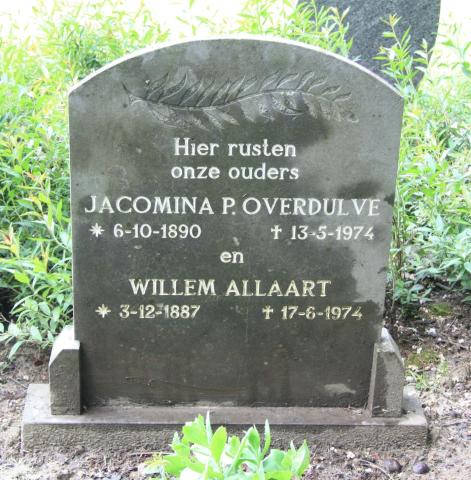 Hier rusten
onze ouders
JACOMINA P. OVERDULVE
* 6-10-1890 † 13-5-1974
en
WILLEM ALLAART
* 3-12-1887 † 17-6-1974